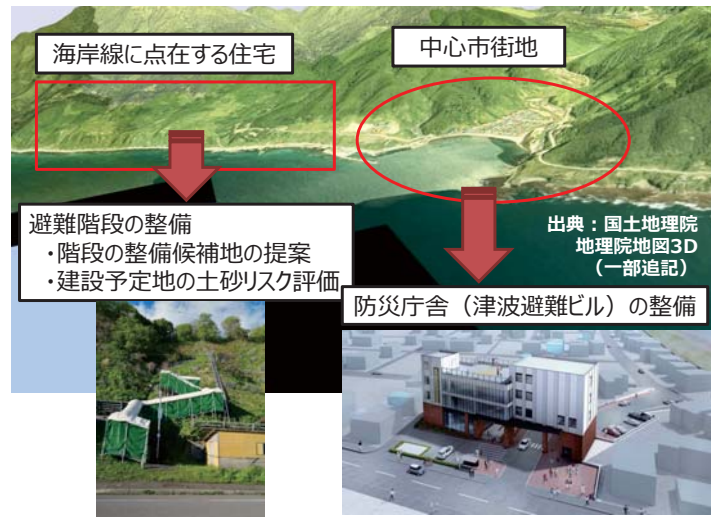 海岸線に点在する住宅
中心市街地
避難階段の整備
・階段の整備候補地の提案
・建設予定地の土砂リスク評価
出典：国土地理院
地理院地図3D
（一部追記）
防災庁舎（津波避難ビル）の整備